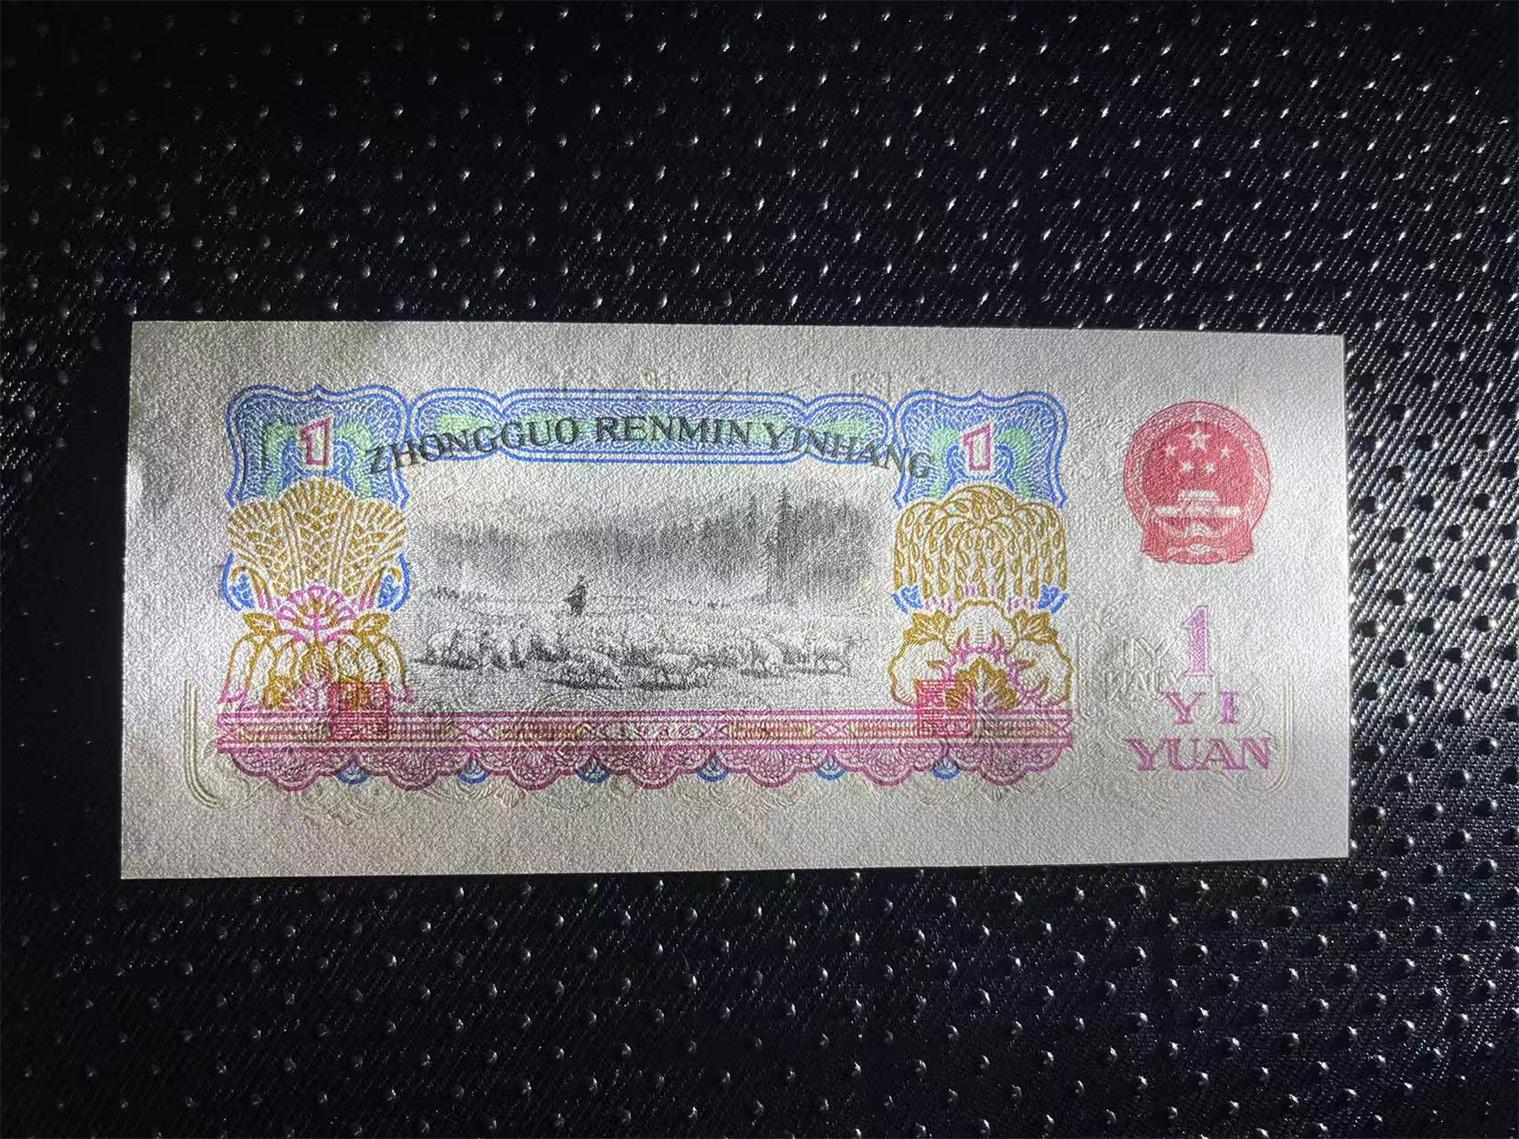 1 ZHONGGUO RENMIN YINHANG 1
1
YI
YUAN